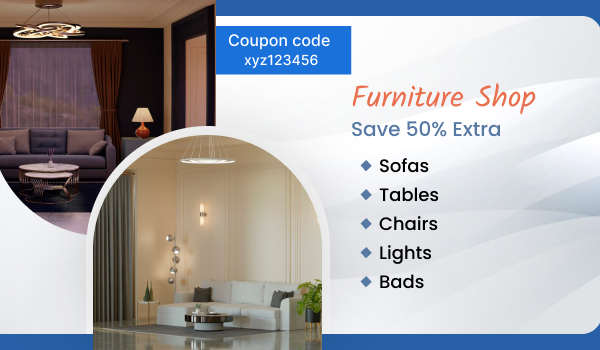 Coupon code
xyz123456
Furniture Shop
Save 50% Extra
Sofas
Tables
Chairs
Lights
Bads